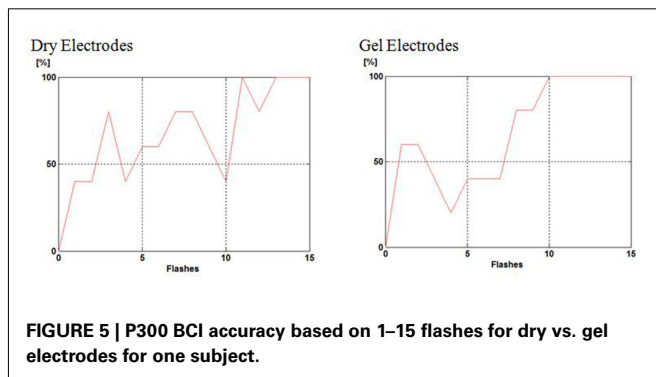 Dry Electrodes
[%]
100
50
0
0 5 10 15
Flashes
Gel Electrodes
[%]
100
50
0
0 5 10 15
Flashes
FIGURE 5 | P300 BCI accuracy based on 1–15 flashes for dry vs. gel
electrodes for one subject.